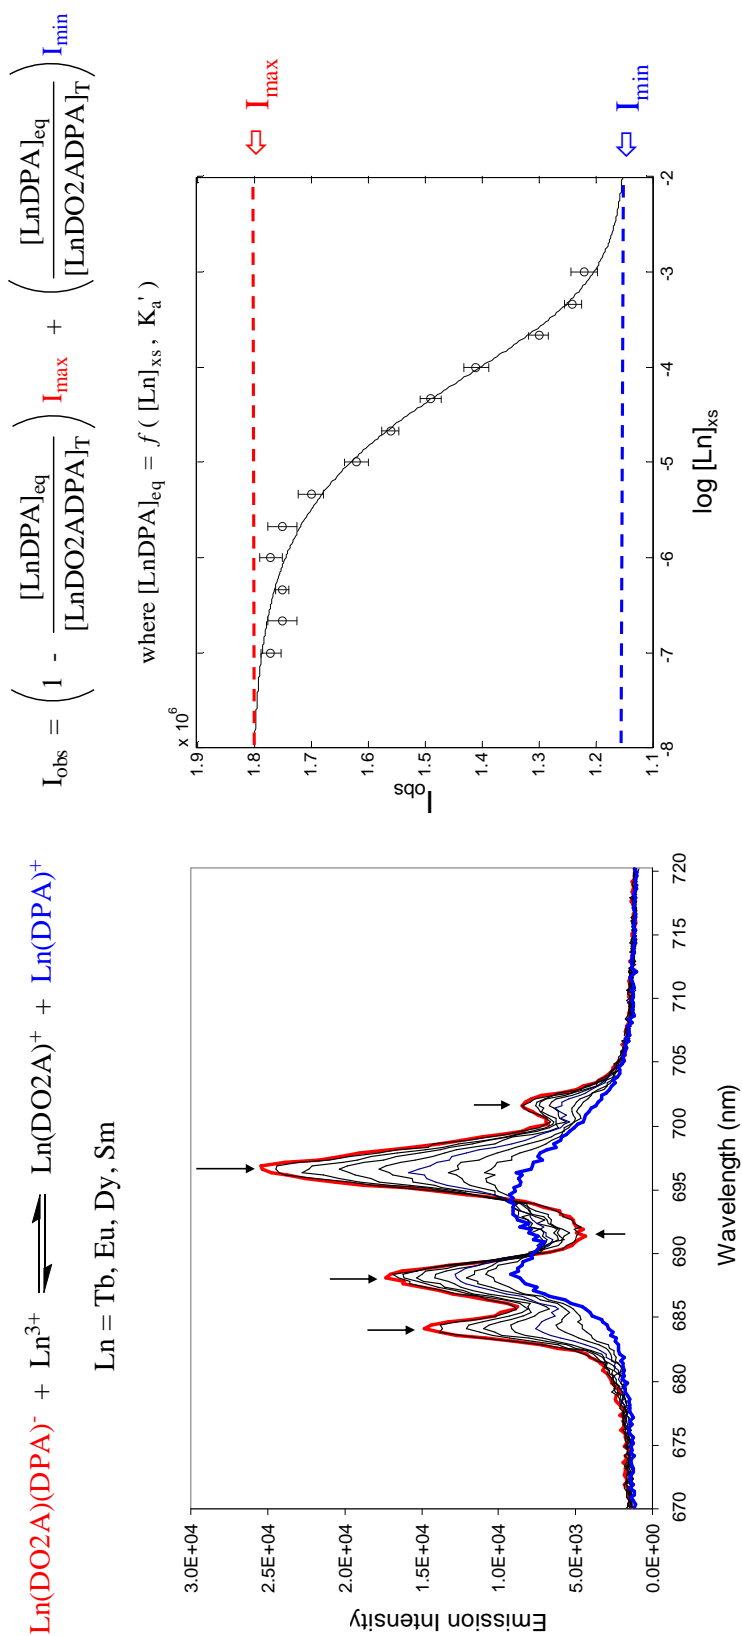 Ln(DO2A)(DPA)⁻ + Ln³⁺ ⇌ Ln(DO2A)⁺ + Ln(DPA)⁺
Ln = Tb, Eu, Dy, Sm
3.0E+04
2.5E+04
2.0E+04
1.5E+04
1.0E+04
5.0E+03
0.0E+00
Emission Intensity
670 675 680 685 690 695 700 705 710 715 720
Wavelength (nm)
I_obs = (1 - [LnDPA]_eq / [LnDO2ADPA]_T) I_max + ([LnDPA]_eq / [LnDO2ADPA]_T) I_min
where [LnDPA]_eq = f ( [Ln]_xs , K_a' )
x 10⁶
1.9
1.8
1.7
1.6
1.5
1.4
1.3
1.2
1.1
I_obs
I_max
I_min
-8 -7 -6 -5 -4 -3 -2
log [Ln]_xs